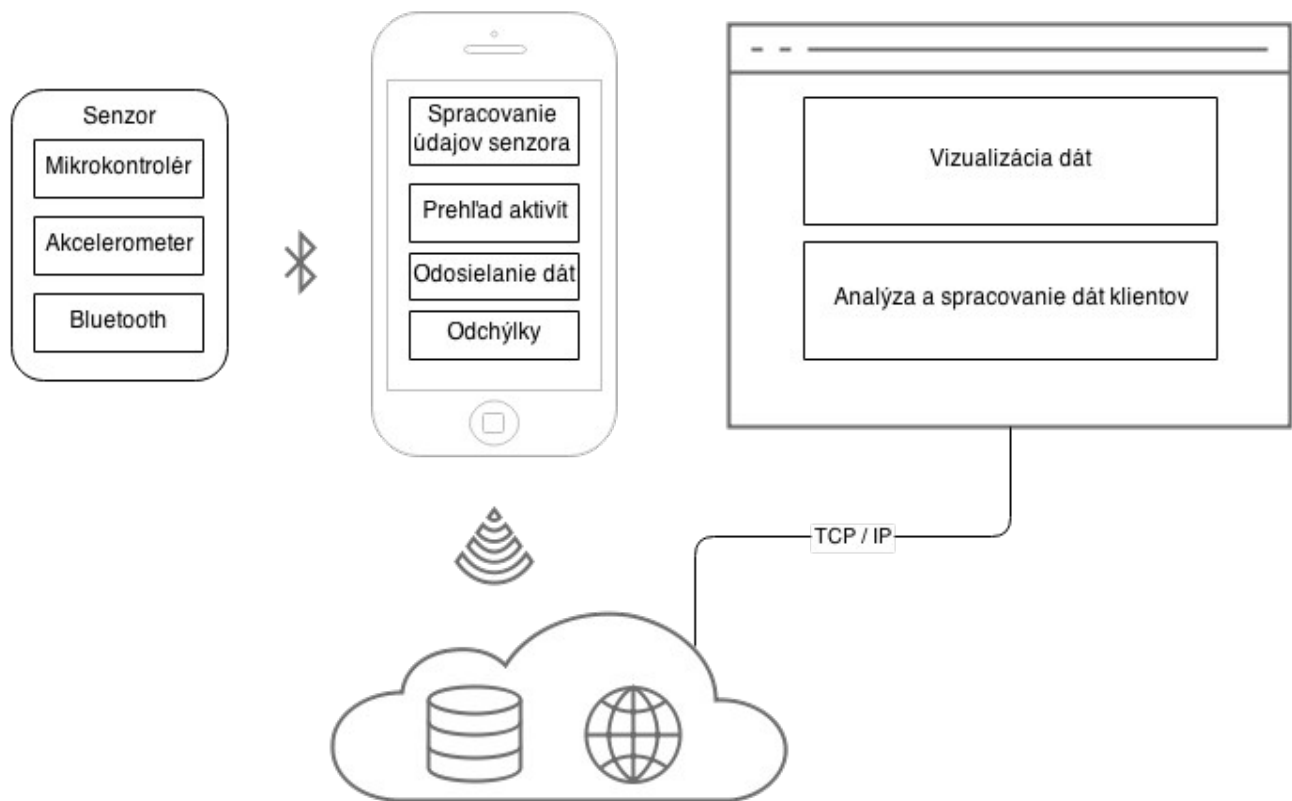 Senzor
Mikrokontrolér
Akcelerometer
Bluetooth
Spracovanie
údajov senzora
Prehľad aktivít
Odosielanie dát
Odchýlky
Vizualizácia dát
Analýza a spracovanie dát klientov
TCP / IP